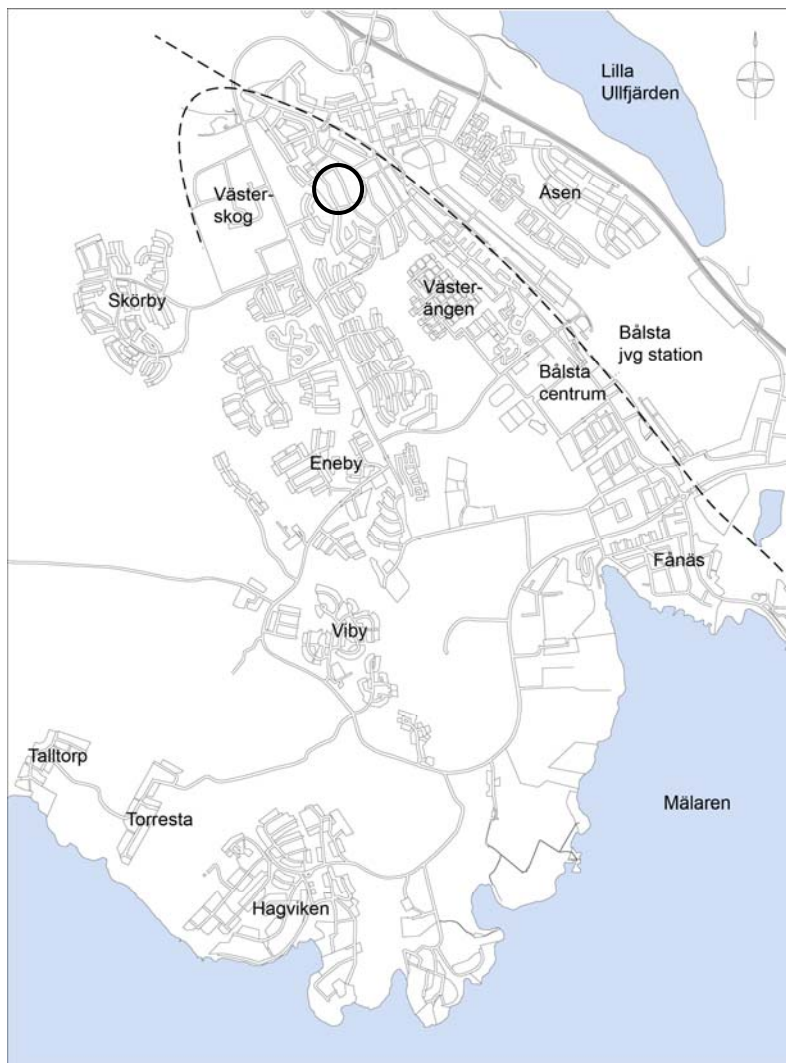 Lilla
Ullfjärden
Åsen
Väster-
skog
Skörby
Väster-
ängen
Bålsta
jvg station
Bålsta
centrum
Eneby
Fånäs
Viby
Talltorp
Torresta
Mälaren
Hagviken